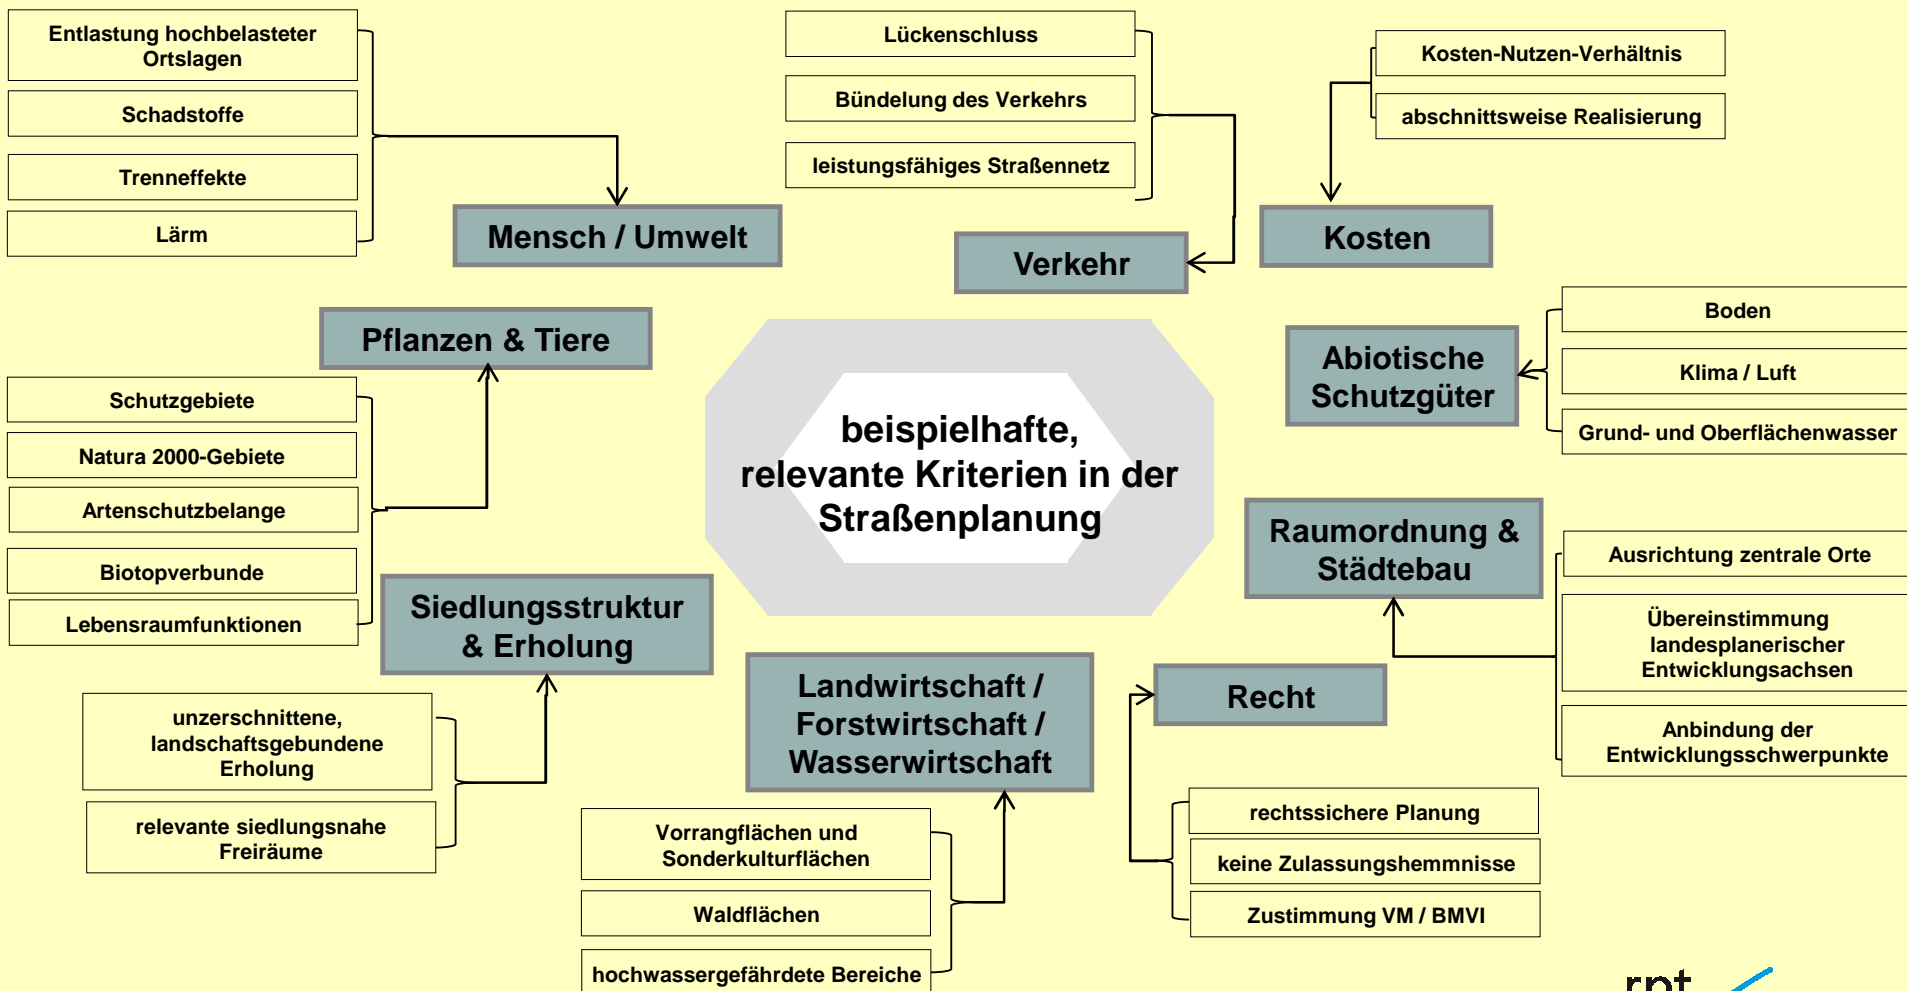 Entlastung hochbelasteter
Ortslagen
Schadstoffe
Trenneffekte
Lärm
Mensch / Umwelt
Lückenschluss
Bündelung des Verkehrs
leistungsfähiges Straßennetz
Verkehr
Kosten-Nutzen-Verhältnis
abschnittsweise Realisierung
Kosten
Pflanzen & Tiere
Schutzgebiete
Natura 2000-Gebiete
Artenschutzbelange
Biotopverbunde
Lebensraumfunktionen
beispielhafte,
relevante Kriterien in der
Straßenplanung
Abiotische
Schutzgüter
Boden
Klima / Luft
Grund- und Oberflächenwasser
Raumordnung &
Städtebau
Ausrichtung zentrale Orte
Übereinstimmung
landesplanerischer
Entwicklungsachsen
Anbindung der
Entwicklungsschwerpunkte
Siedlungsstruktur
& Erholung
unzerschnittene,
landschaftsgebundene
Erholung
relevante siedlungsnahe
Freiräume
Landwirtschaft /
Forstwirtschaft /
Wasserwirtschaft
Vorrangflächen und
Sonderkulturflächen
Waldflächen
hochwassergefährdete Bereiche
Recht
rechtssichere Planung
keine Zulassungshemmnisse
Zustimmung VM / BMVI
rpt